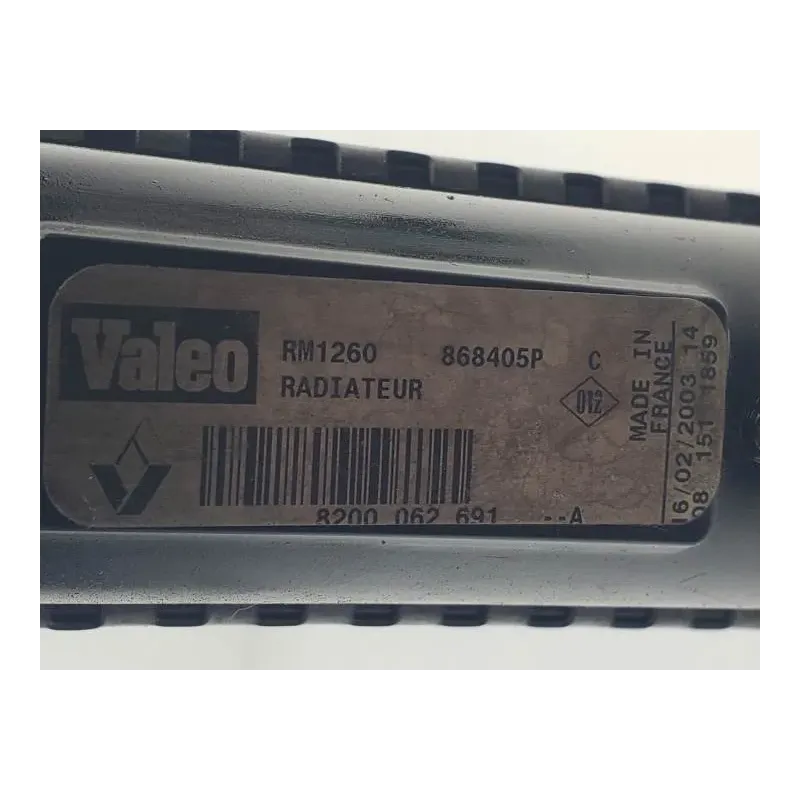 Valeo
RM1260 868405P C
RADIATEUR
012
8200 062 691 --A
MADE IN
FRANCE
16/02/2003 14
08 151 1859